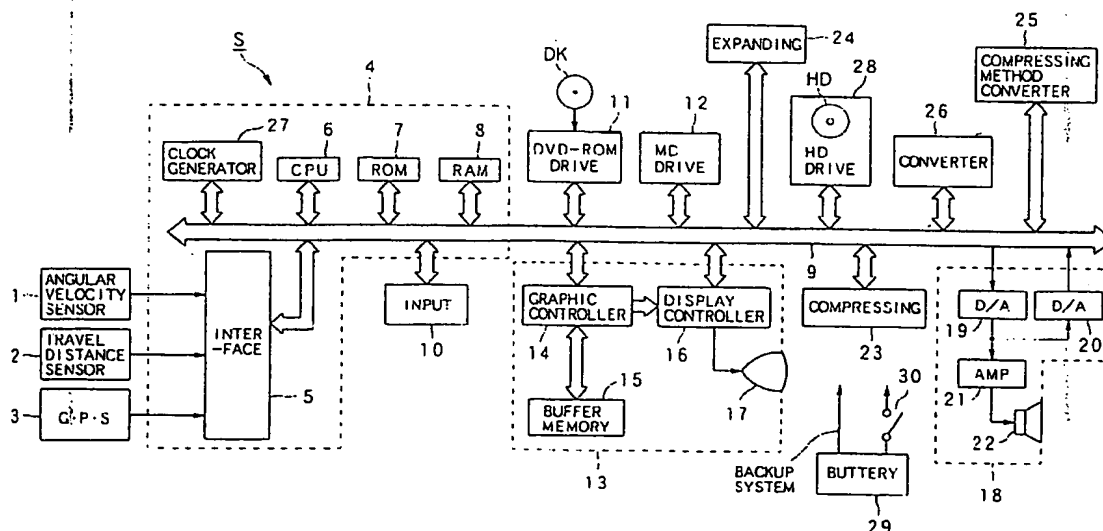 S
4
27
CLOCK
GENERATOR
6
CPU
7
ROM
8
RAM
DK
11
DVD-ROM
DRIVE
12
MD DRIVE
EXPANDING
24
HD
28
HD
DRIVE
26
CONVERTER
25
COMPRESSING
METHOD
CONVERTER
9
1
ANGULAR
VELOCITY
SENSOR
2
TRAVEL
DISTANCE
SENSOR
3
G·P·S
INTER
-FACE
5
INPUT
10
GRAPHIC
CONTROLLER
14
DISPLAY
CONTROLLER
16
15
BUFFER
MEMORY
17
13
COMPRESSING
23
BACKUP
SYSTEM
30
BUTTERY
29
D/A
19
D/A
20
AMP
21
22
18